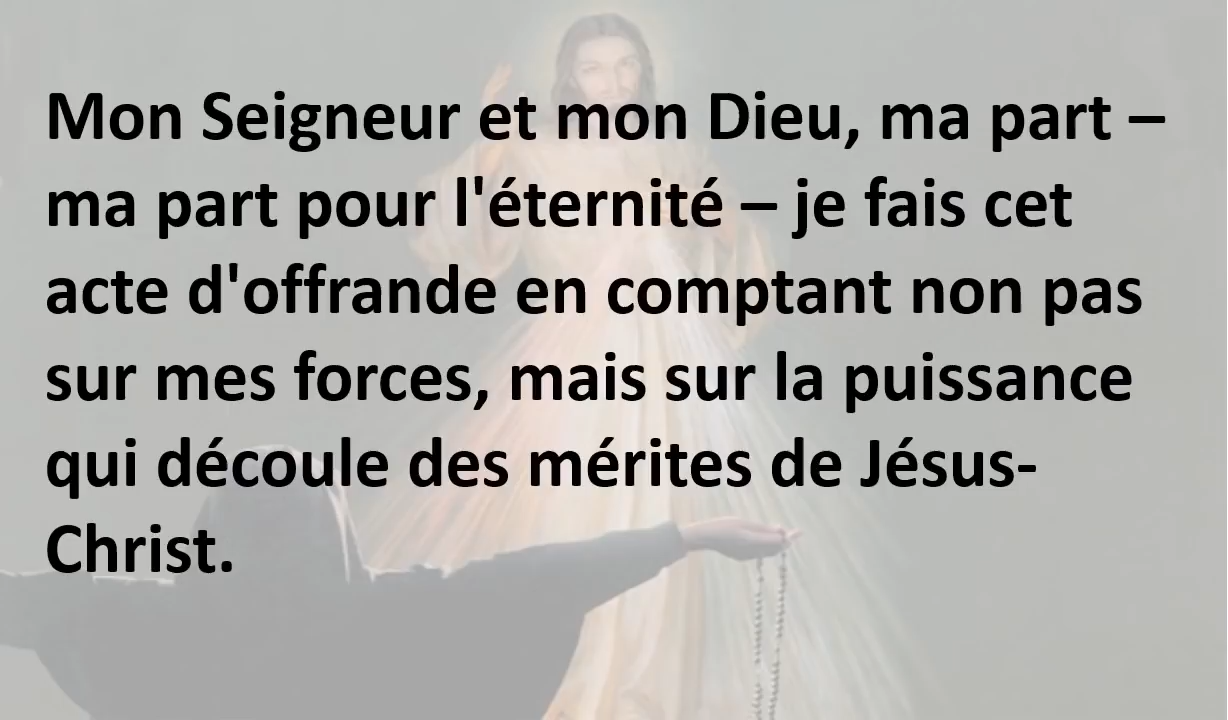 Mon Seigneur et mon Dieu, ma part –
ma part pour l'éternité – je fais cet
acte d'offrande en comptant non pas
sur mes forces, mais sur la puissance
qui découle des mérites de Jésus-
Christ.